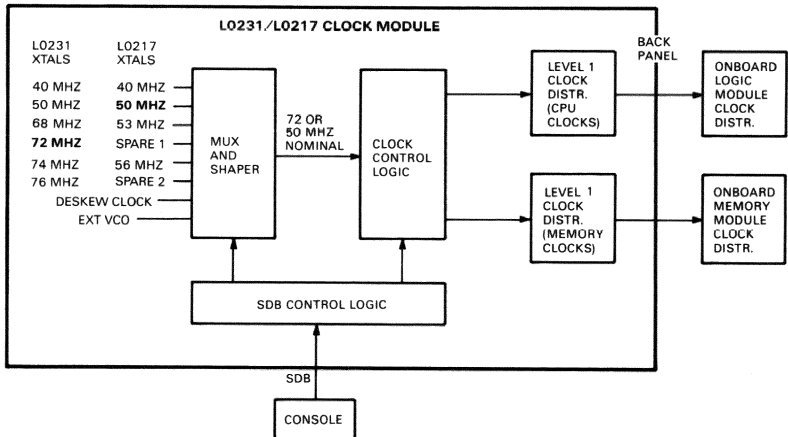 L0231/L0217 CLOCK MODULE
L0231
XTALS
L0217
XTALS
40 MHZ 40 MHZ
50 MHZ 50 MHZ
68 MHZ 53 MHZ
72 MHZ SPARE 1
74 MHZ 56 MHZ
76 MHZ SPARE 2
DESKEW CLOCK
EXT VCO
MUX
AND
SHAPER
72 OR
50 MHZ
NOMINAL
CLOCK
CONTROL
LOGIC
LEVEL 1
CLOCK
DISTR.
(CPU
CLOCKS)
BACK
PANEL
ONBOARD
LOGIC
MODULE
CLOCK
DISTR.
LEVEL 1
CLOCK
DISTR.
(MEMORY
CLOCKS)
ONBOARD
MEMORY
MODULE
CLOCK
DISTR.
SDB CONTROL LOGIC
SDB
CONSOLE